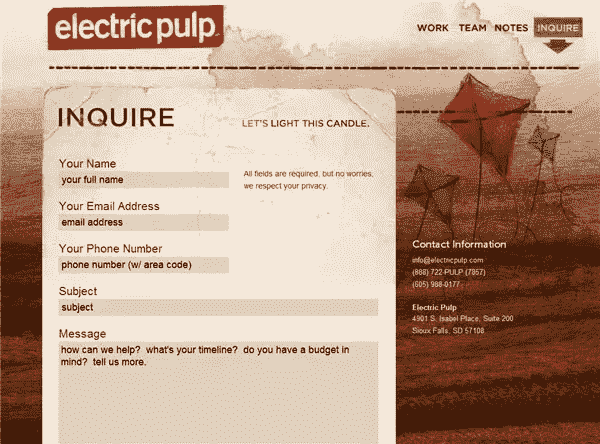 electric pulp
WORK TEAM NOTES INQUIRE
INQUIRE
LET'S LIGHT THIS CANDLE.
Your Name
your full name
All fields are required, but no worries,
we respect your privacy.
Your Email Address
email address
Your Phone Number
phone number (w/ area code)
Subject
subject
Message
how can we help? what's your timeline? do you have a budget in
mind? tell us more.
Contact Information
info@electricpulp.com
(888) 722-PULP (7857)
(605) 988-0177
Electric Pulp
4901 S. Isabel Place, Suite 200
Sioux Falls, SD 57108